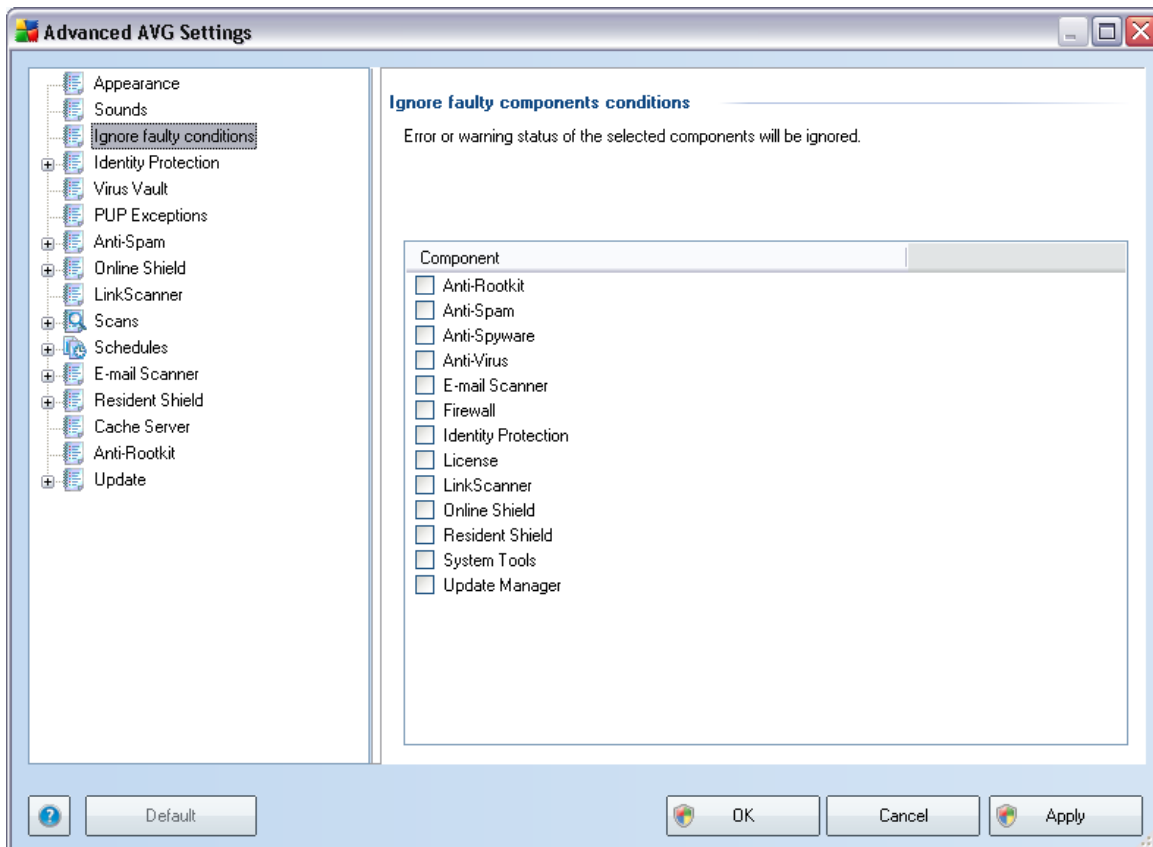 Advanced AVG Settings
Appearance
Sounds
Ignore faulty conditions
Identity Protection
Virus Vault
PUP Exceptions
Anti-Spam
Online Shield
LinkScanner
Scans
Schedules
E-mail Scanner
Resident Shield
Cache Server
Anti-Rootkit
Update
Ignore faulty components conditions
Error or warning status of the selected components will be ignored.
Component
Anti-Rootkit
Anti-Spam
Anti-Spyware
Anti-Virus
E-mail Scanner
Firewall
Identity Protection
License
LinkScanner
Online Shield
Resident Shield
System Tools
Update Manager
?
Default
OK
Cancel
Apply